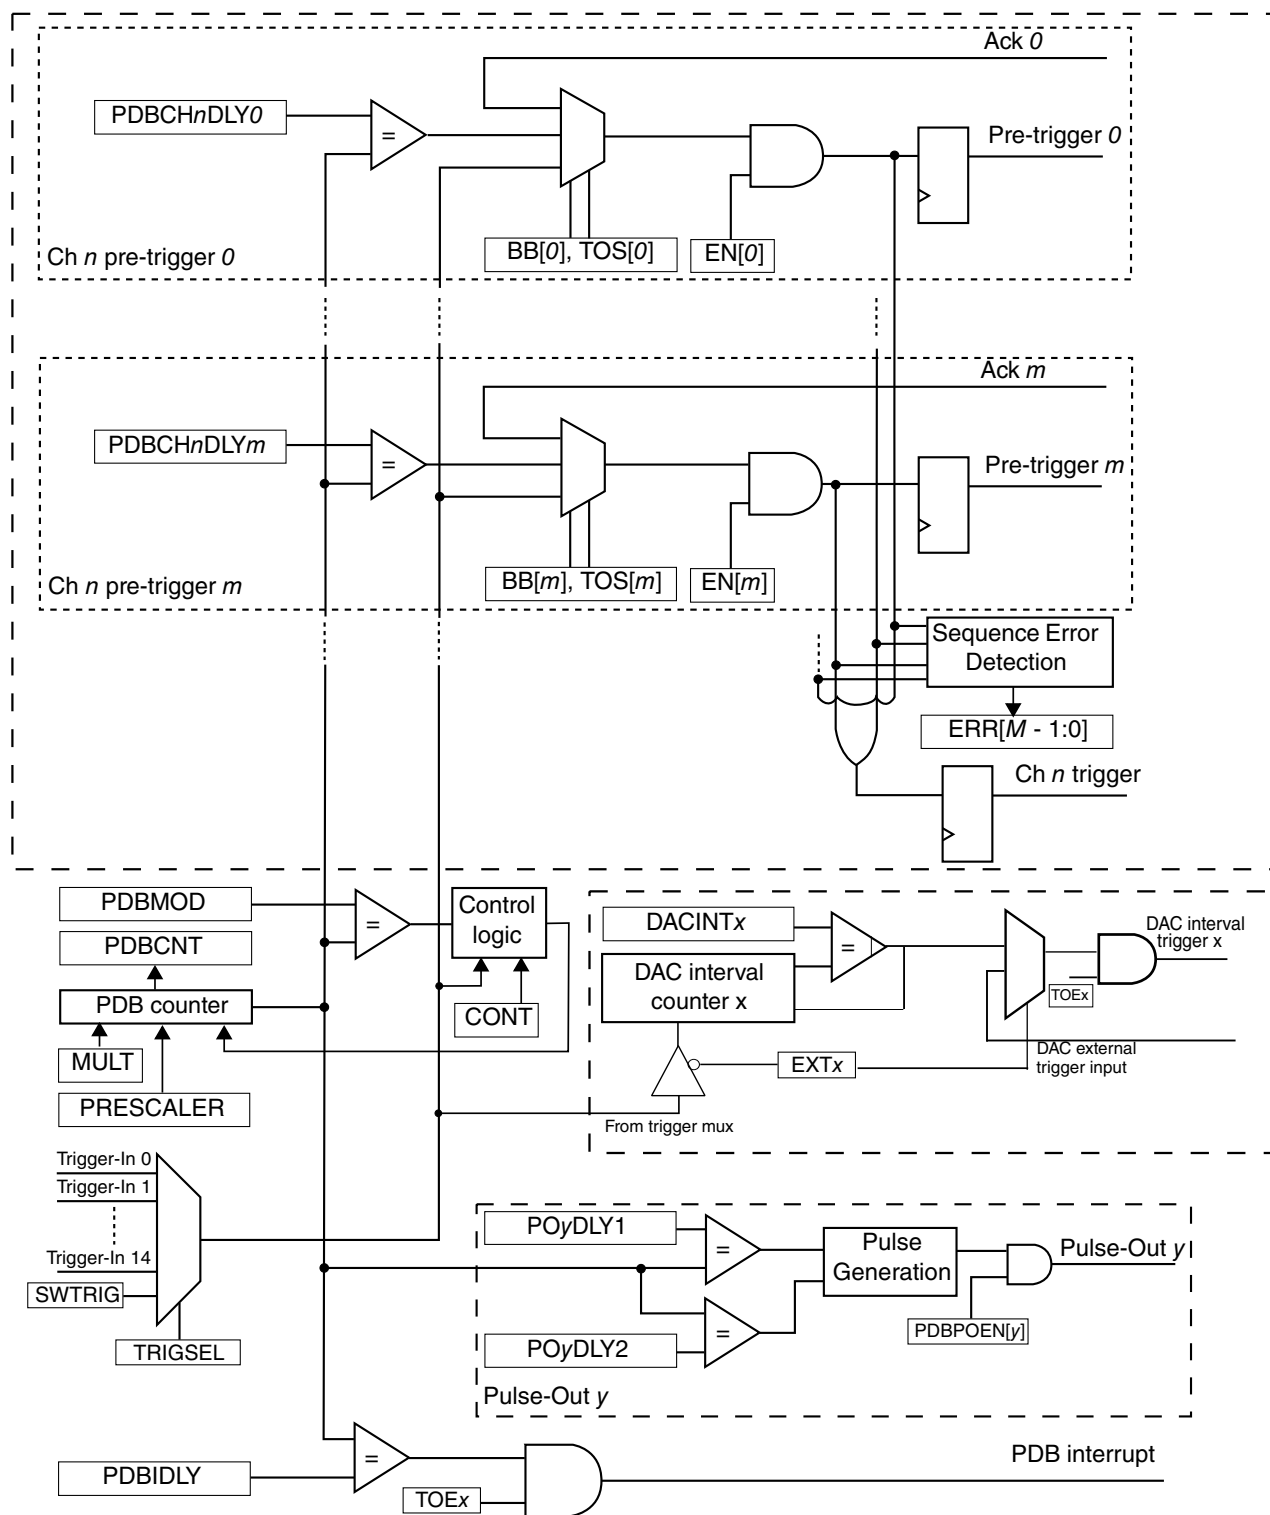 Ack 0
PDBCHnDLY0
=
Pre-trigger 0
BB[0], TOS[0]
EN[0]
Ch n pre-trigger 0
Ack m
PDBCHnDLYm
=
Pre-trigger m
BB[m], TOS[m]
EN[m]
Ch n pre-trigger m
Sequence Error
Detection
ERR[M - 1:0]
Ch n trigger
PDBMOD
=
Control
logic
PDBCNT
PDB counter
CONT
MULT
PRESCALER
DACINTx
=
DAC interval
counter x
DAC interval
trigger x
TOEx
EXTx
DAC external
trigger input
From trigger mux
Trigger-In 0
Trigger-In 1
Trigger-In 14
SWTRIG
TRIGSEL
POyDLY1
=
Pulse
Generation
Pulse-Out y
=
PDBPOEN[y]
POyDLY2
Pulse-Out y
PDBIDLY
=
TOEx
PDB interrupt